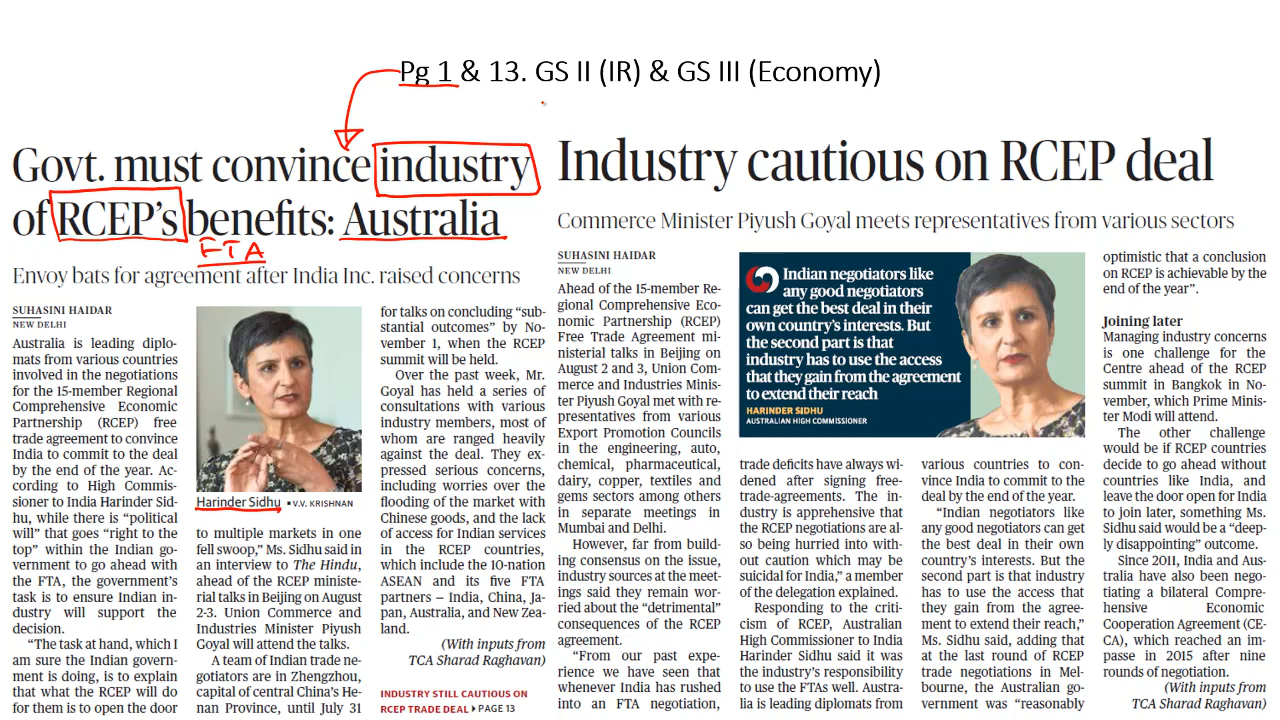 Pg 1 & 13. GS II (IR) & GS III (Economy)
Govt. must convince industry
of RCEP's benefits: Australia
FTA
Envoy bats for agreement after India Inc. raised concerns
SUHASINI HAIDAR
NEW DELHI
Australia is leading diplo-
mats from various countries
involved in the negotiations
for the 15-member Regional
Comprehensive Economic
Partnership (RCEP) free
trade agreement to convince
India to commit to the deal
by the end of the year. Ac-
cording to High Commis-
sioner to India Harinder Sid-
hu, while there is “political
will” that goes “right to the
top” within the Indian go-
vernment to go ahead with
the FTA, the government's
task is to ensure Indian in-
dustry will support the
decision.
“The task at hand, which I
am sure the Indian govern-
ment is doing, is to explain
that what the RCEP will do
for them is to open the door
Harinder Sidhu ▪ V.V. KRISHNAN
to multiple markets in one
fell swoop,” Ms. Sidhu said in
an interview to The Hindu,
ahead of the RCEP ministe-
rial talks in Beijing on August
2-3. Union Commerce and
Industries Minister Piyush
Goyal will attend the talks.
A team of Indian trade ne-
gotiators are in Zhengzhou,
capital of central China's He-
nan Province, until July 31
for talks on concluding “sub-
stantial outcomes” by No-
vember 1, when the RCEP
summit will be held.
Over the past week, Mr.
Goyal has held a series of
consultations with various
industry members, most of
whom are ranged heavily
against the deal. They ex-
pressed serious concerns,
including worries over the
flooding of the market with
Chinese goods, and the lack
of access for Indian services
in the RCEP countries,
which include the 10-nation
ASEAN and its five FTA
partners – India, China, Ja-
pan, Australia, and New Zea-
land.
(With inputs from
TCA Sharad Raghavan)
INDUSTRY STILL CAUTIOUS ON
RCEP TRADE DEAL ▸ PAGE 13
Industry cautious on RCEP deal
Commerce Minister Piyush Goyal meets representatives from various sectors
SUHASINI HAIDAR
NEW DELHI
Ahead of the 15-member Re-
gional Comprehensive Eco-
nomic Partnership (RCEP)
Free Trade Agreement mi-
nisterial talks in Beijing on
August 2 and 3, Union Com-
merce and Industries Minis-
ter Piyush Goyal met with re-
presentatives from various
Export Promotion Councils
in the engineering, auto,
chemical, pharmaceutical,
dairy, copper, textiles and
gems sectors among others
in separate meetings in
Mumbai and Delhi.
However, far from build-
ing consensus on the issue,
industry sources at the meet-
ings said they remain wor-
ried about the “detrimental”
consequences of the RCEP
agreement.
“From our past expe-
rience we have seen that
whenever India has rushed
into an FTA negotiation,
Indian negotiators like
any good negotiators
can get the best deal in their
own country's interests. But
the second part is that
industry has to use the access
that they gain from the agreement
to extend their reach
HARINDER SIDHU
AUSTRALIAN HIGH COMMISSIONER
trade deficits have always wi-
dened after signing free-
trade-agreements. The in-
dustry is apprehensive that
the RCEP negotiations are al-
so being hurried into with-
out caution which may be
suicidal for India,” a member
of the delegation explained.
Responding to the criti-
cism of RCEP, Australian
High Commissioner to India
Harinder Sidhu said it was
the industry's responsibility
to use the FTAs well. Austra-
lia is leading diplomats from
various countries to con-
vince India to commit to the
deal by the end of the year.
“Indian negotiators like
any good negotiators can get
the best deal in their own
country's interests. But the
second part is that industry
has to use the access that
they gain from the agree-
ment to extend their reach,”
Ms. Sidhu said, adding that
at the last round of RCEP
trade negotiations in Mel-
bourne, the Australian go-
vernment was “reasonably
optimistic that a conclusion
on RCEP is achievable by the
end of the year”.
Joining later
Managing industry concerns
is one challenge for the
Centre ahead of the RCEP
summit in Bangkok in No-
vember, which Prime Minis-
ter Modi will attend.
The other challenge
would be if RCEP countries
decide to go ahead without
countries like India, and
leave the door open for India
to join later, something Ms.
Sidhu said would be a “deep-
ly disappointing” outcome.
Since 2011, India and Aus-
tralia have also been nego-
tiating a bilateral Compre-
hensive Economic
Cooperation Agreement (CE-
CA), which reached an im-
passe in 2015 after nine
rounds of negotiation.
(With inputs from
TCA Sharad Raghavan)